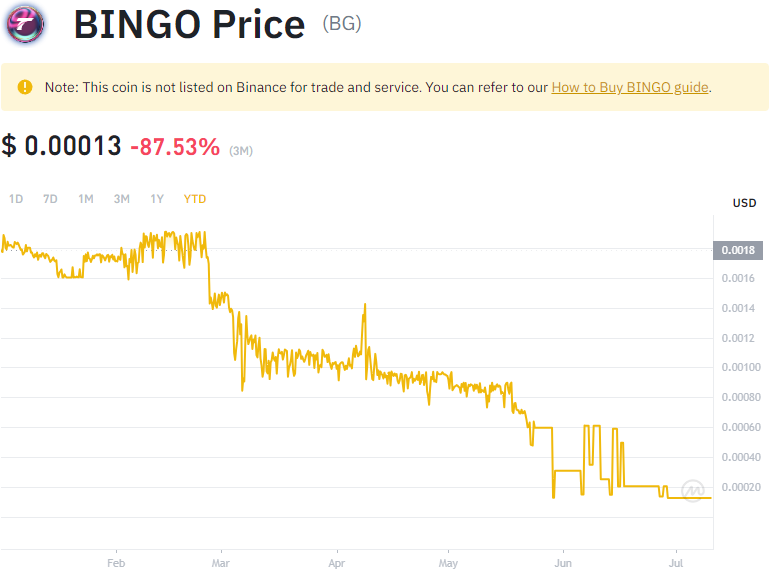 BINGO Price (BG)
Note: This coin is not listed on Binance for trade and service. You can refer to our How to Buy BINGO guide.
$ 0.00013 -87.53% (3M)
1D 7D 1M 3M 1Y YTD
USD
0.0018
0.0016
0.0014
0.0012
0.00100
0.00080
0.00060
0.00040
0.00020
Feb Mar Apr May Jun Jul